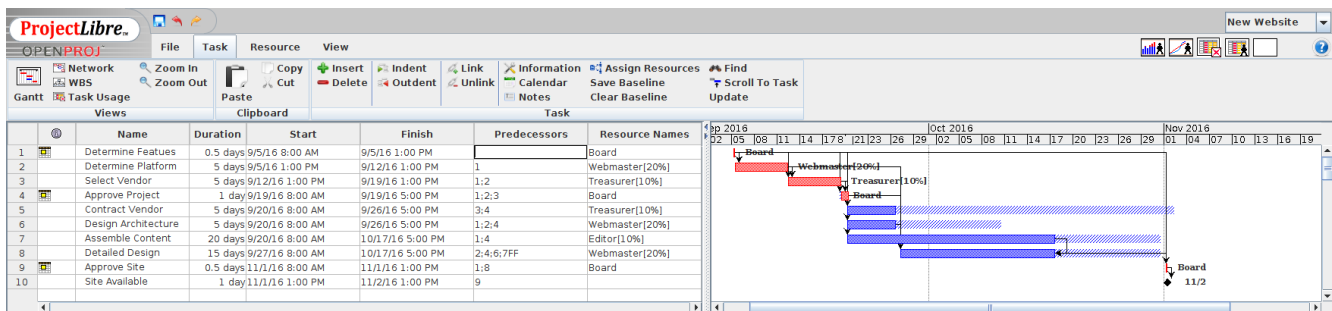 ProjectLibre™
OPENPROJ
New Website
File Task Resource View
Network Zoom In Copy Insert Indent Link Information Assign Resources Find
WBS Zoom Out Cut Delete Outdent Unlink Calendar Save Baseline Scroll To Task
Gantt Task Usage Paste Notes Clear Baseline Update
Views Clipboard Task
Name Duration Start Finish Predecessors Resource Names
1 Determine Featues 0.5 days 9/5/16 8:00 AM 9/5/16 1:00 PM Board
2 Determine Platform 5 days 9/5/16 1:00 PM 9/12/16 1:00 PM 1 Webmaster[20%]
3 Select Vendor 5 days 9/12/16 1:00 PM 9/19/16 1:00 PM 1;2 Treasurer[10%]
4 Approve Project 1 day 9/19/16 1:00 PM 9/19/16 1:00 PM 1;2;3 Board
5 Contract Vendor 5 days 9/20/16 8:00 AM 9/26/16 5:00 PM 3;4 Treasurer[10%]
6 Design Architecture 5 days 9/20/16 8:00 AM 9/26/16 5:00 PM 1;2;4 Webmaster[20%]
7 Assemble Content 20 days 9/20/16 8:00 AM 10/17/16 5:00 PM 1;4 Editor[10%]
8 Detailed Design 15 days 9/27/16 8:00 AM 10/17/16 5:00 PM 2;4;6;7FF Webmaster[20%]
9 Approve Site 0.5 days 11/1/16 8:00 AM 11/1/16 1:00 PM 1;8 Board
10 Site Available 1 day 11/1/16 1:00 PM 11/2/16 1:00 PM 9
ep 2016 Oct 2016 Nov 2016
02 05 08 11 14 17 21 23 26 29 02 05 08 11 14 17 20 23 26 29 01 04 07 10 13 16 19
Board
Webmaster[20%]
Treasurer[10%]
Board
Board
11/2